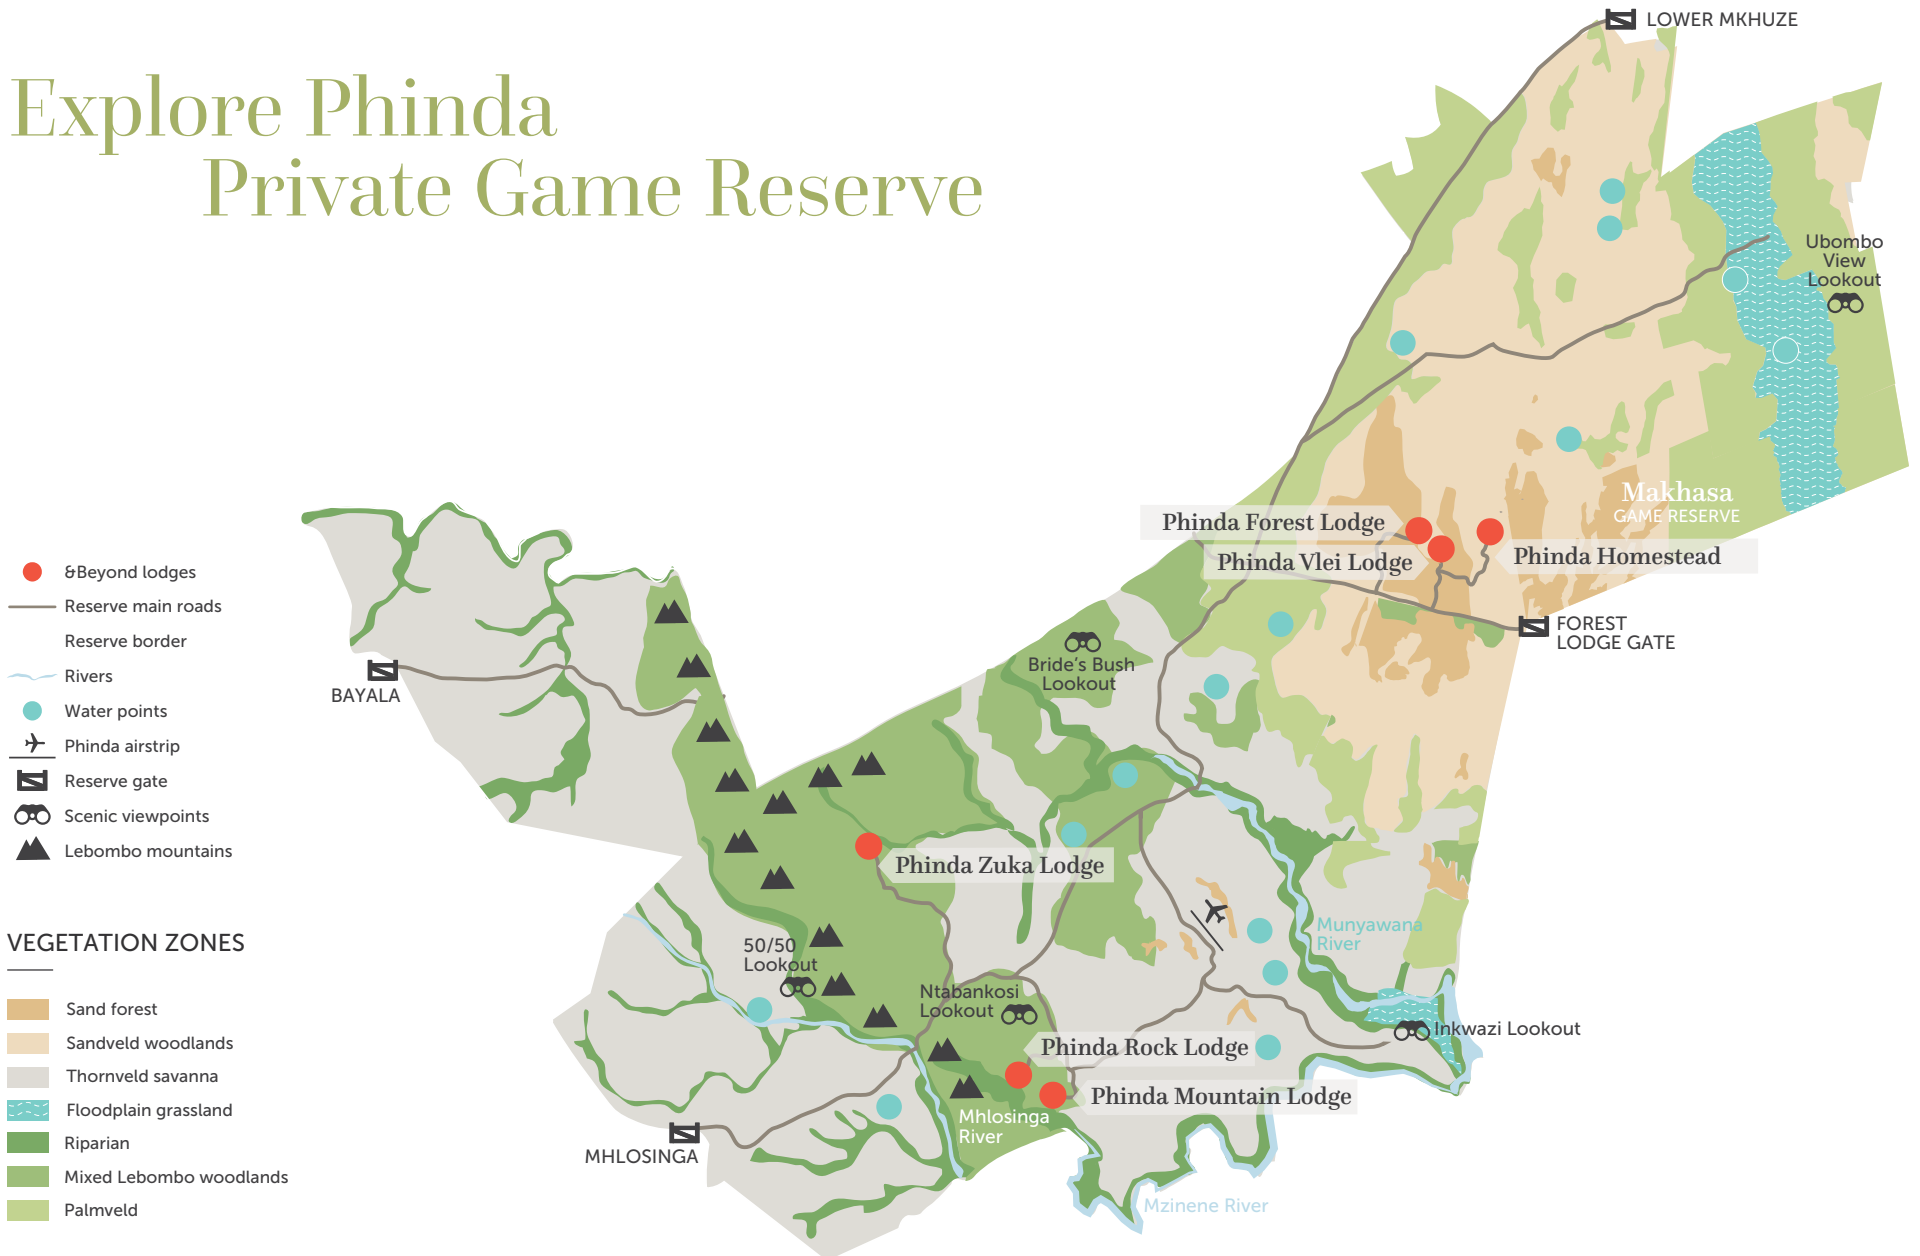 Explore Phinda
Private Game Reserve
LOWER MKHUZE
Ubombo
View
Lookout
Makhasa
GAME RESERVE
Phinda Forest Lodge
Phinda Vlei Lodge
Phinda Homestead
FOREST
LODGE GATE
Bride's Bush
Lookout
BAYALA
Phinda Zuka Lodge
50/50
Lookout
Ntabankosi
Lookout
Munyawana
River
Inkwazi Lookout
Phinda Rock Lodge
Phinda Mountain Lodge
Mhlosinga
River
MHLOSINGA
Mzinene River
&Beyond lodges
Reserve main roads
Reserve border
Rivers
Water points
Phinda airstrip
Reserve gate
Scenic viewpoints
Lebombo mountains
VEGETATION ZONES
Sand forest
Sandveld woodlands
Thornveld savanna
Floodplain grassland
Riparian
Mixed Lebombo woodlands
Palmveld